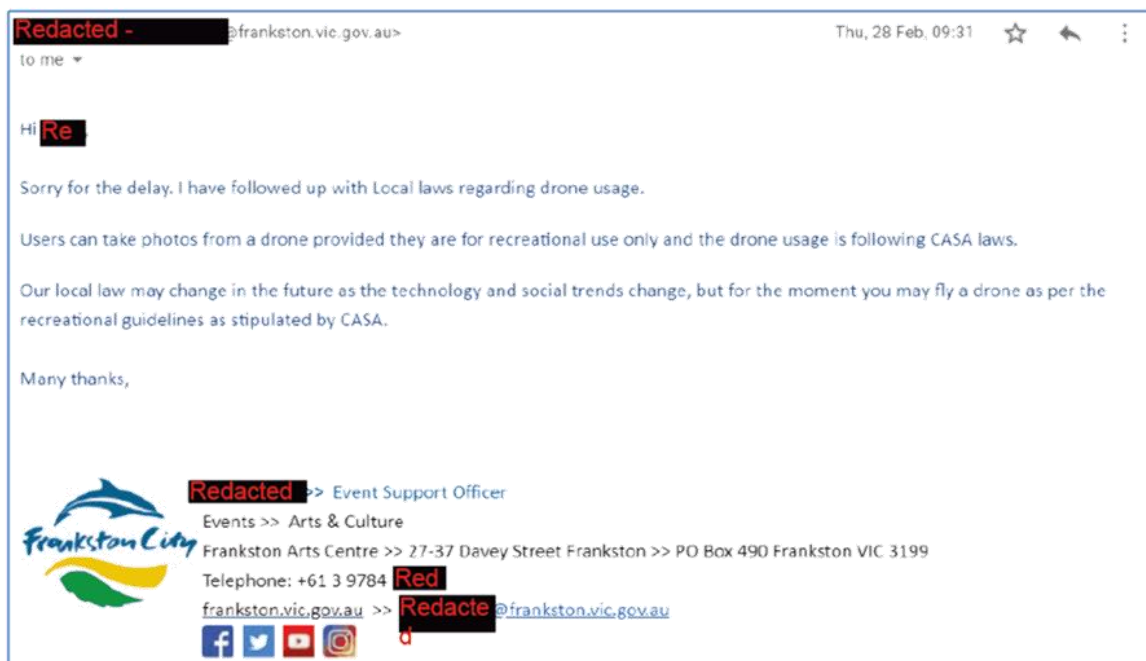 Redacted - @frankston.vic.gov.au> Thu, 28 Feb, 09:31
to me
Hi Re ,
Sorry for the delay. I have followed up with Local laws regarding drone usage.
Users can take photos from a drone provided they are for recreational use only and the drone usage is following CASA laws.
Our local law may change in the future as the technology and social trends change, but for the moment you may fly a drone as per the
recreational guidelines as stipulated by CASA.
Many thanks,
Frankston City
Redacted >> Event Support Officer
Events >> Arts & Culture
Frankston Arts Centre >> 27-37 Davey Street Frankston >> PO Box 490 Frankston VIC 3199
Telephone: +61 3 9784 Red
frankston.vic.gov.au >> Redacte @frankston.vic.gov.au
d